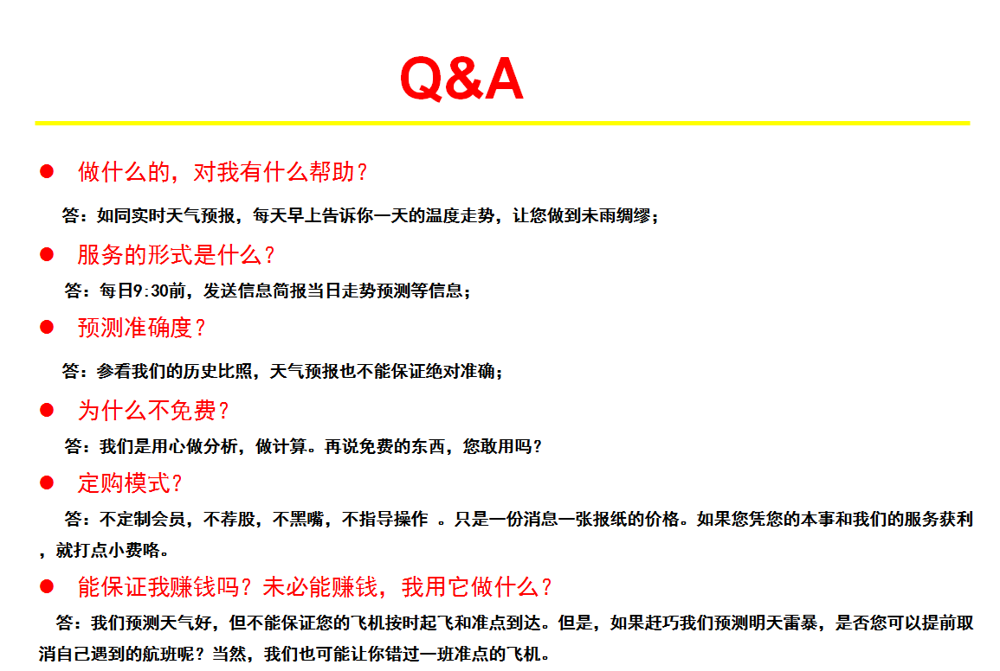 Q&A
做什么的，对我有什么帮助？
答：如同实时天气预报，每天早上告诉你一天的温度走势，让您做到未雨绸缪；
服务的形式是什么？
答：每日9:30前，发送信息简报当日走势预测等信息；
预测准确度？
答：参看我们的历史比照，天气预报也不能保证绝对准确；
为什么不免费？
答：我们是用心做分析，做计算。再说免费的东西，您敢用吗？
定购模式？
答：不定制会员，不荐股，不黑嘴，不指导操作 。只是一份消息一张报纸的价格。如果您凭您的本事和我们的服务获利
，就打点小费咯。
能保证我赚钱吗？未必能赚钱，我用它做什么？
答：我们预测天气好，但不能保证您的飞机按时起飞和准点到达。但是，如果赶巧我们预测明天雷暴，是否您可以提前取
消自己遇到的航班呢？当然，我们也可能让你错过一班准点的飞机。